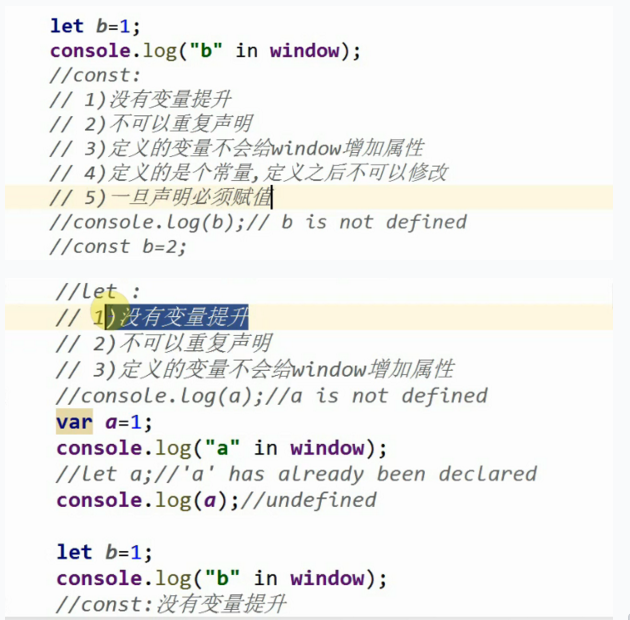 let b=1;
console.log("b" in window);
//const:
// 1)没有变量提升
// 2)不可以重复声明
// 3)定义的变量不会给window增加属性
// 4)定义的是个常量,定义之后不可以修改
// 5)一旦声明必须赋值
//console.log(b);// b is not defined
//const b=2;
//let :
// 1)没有变量提升
// 2)不可以重复声明
// 3)定义的变量不会给window增加属性
//console.log(a);//a is not defined
var a=1;
console.log("a" in window);
//let a;//'a' has already been declared
console.log(a);//undefined
let b=1;
console.log("b" in window);
//const:没有变量提升